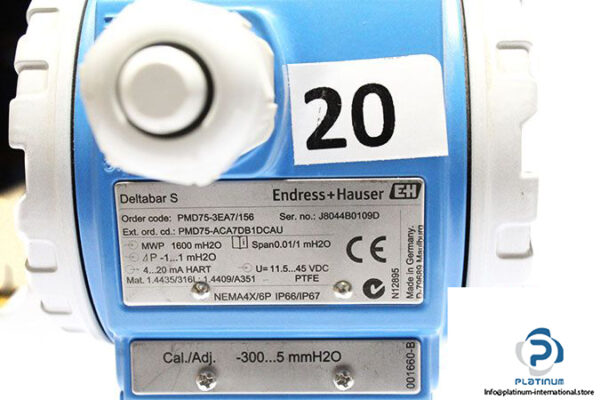 20
Deltabar S
Endress+Hauser EH
Order code: PMD75-3EA7/156 Ser. no.: J8044B0109D
Ext. ord. cd.: PMD75-ACA7DB1DCAU
MWP 1600 mH2O Span0.01/1 mH2O
ΔP -1...1 mH2O
4...20 mA HART U= 11.5...45 VDC
Mat. 1.4435/316L; 1.4409/A351 PTFE
NEMA4X/6P IP66/IP67
CE
N12895
Made in Germany,
Cal./Adj. -300...5 mmH2O
001660-B
PLATINUM
https://platinum-international.store